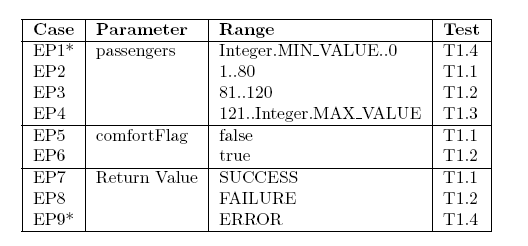 Case Parameter Range Test
EP1* passengers Integer.MIN_VALUE..0 T1.4
EP2 1..80 T1.1
EP3 81..120 T1.2
EP4 121..Integer.MAX_VALUE T1.3
EP5 comfortFlag false T1.1
EP6 true T1.2
EP7 Return Value SUCCESS T1.1
EP8 FAILURE T1.2
EP9* ERROR T1.4